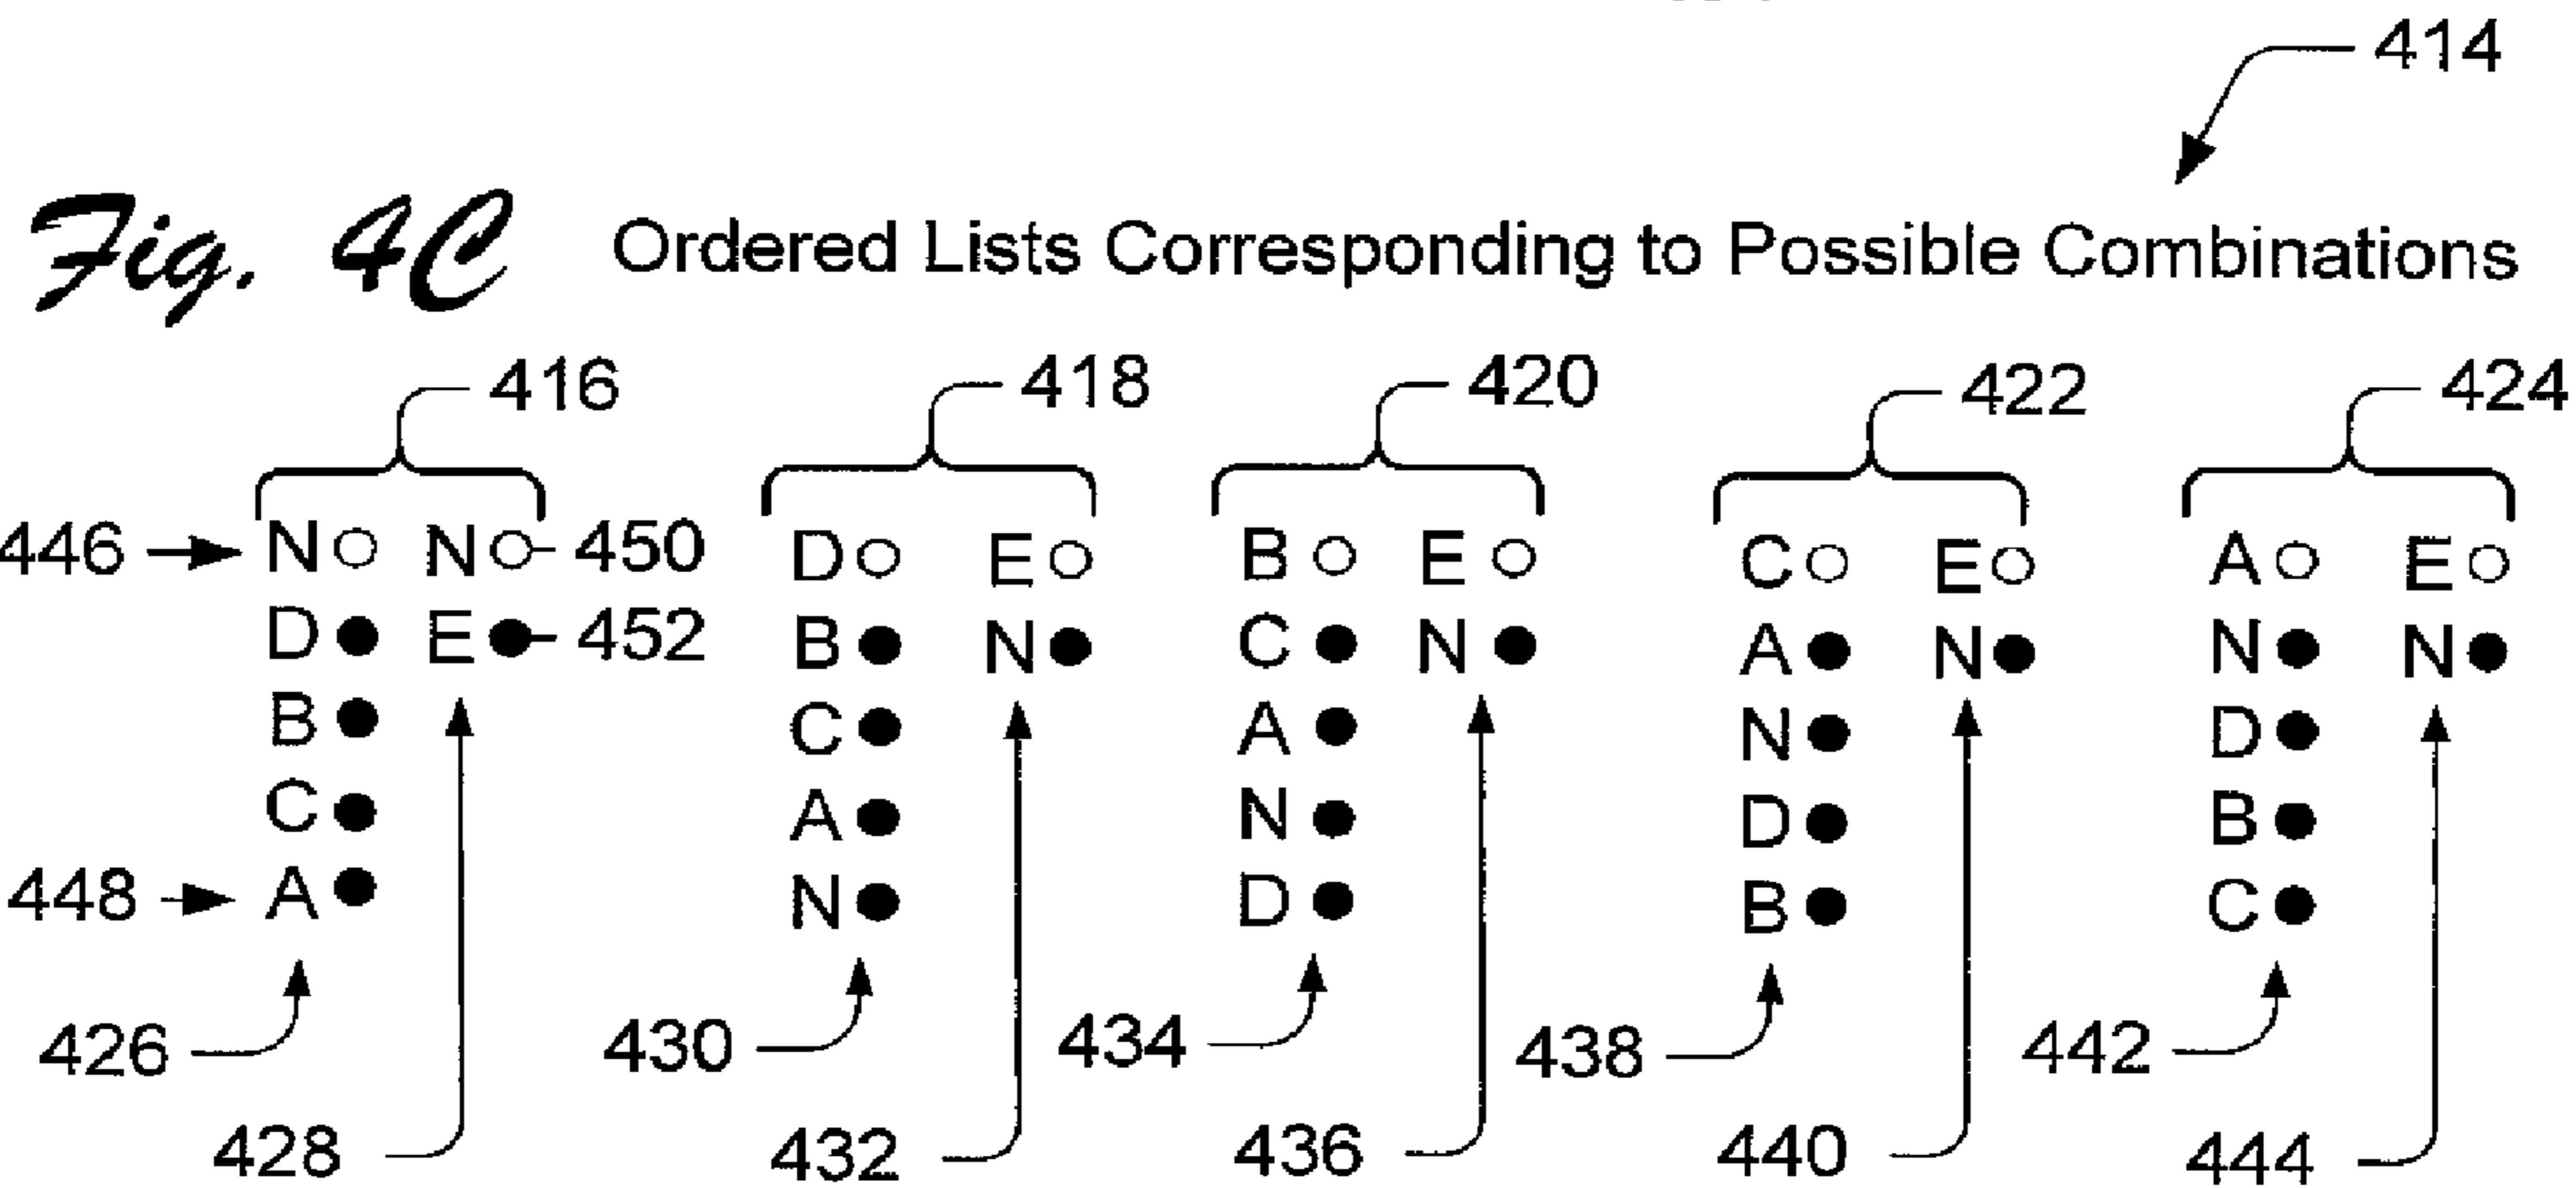 414
Fig. 4C Ordered Lists Corresponding to Possible Combinations
416 418 420 422 424
446 N N 450 D E B E C E A E
D E 452 B N C N A N N N
B C A N D
C A N D B
448 A N D B C
426 430 434 438 442
428 432 436 440 444